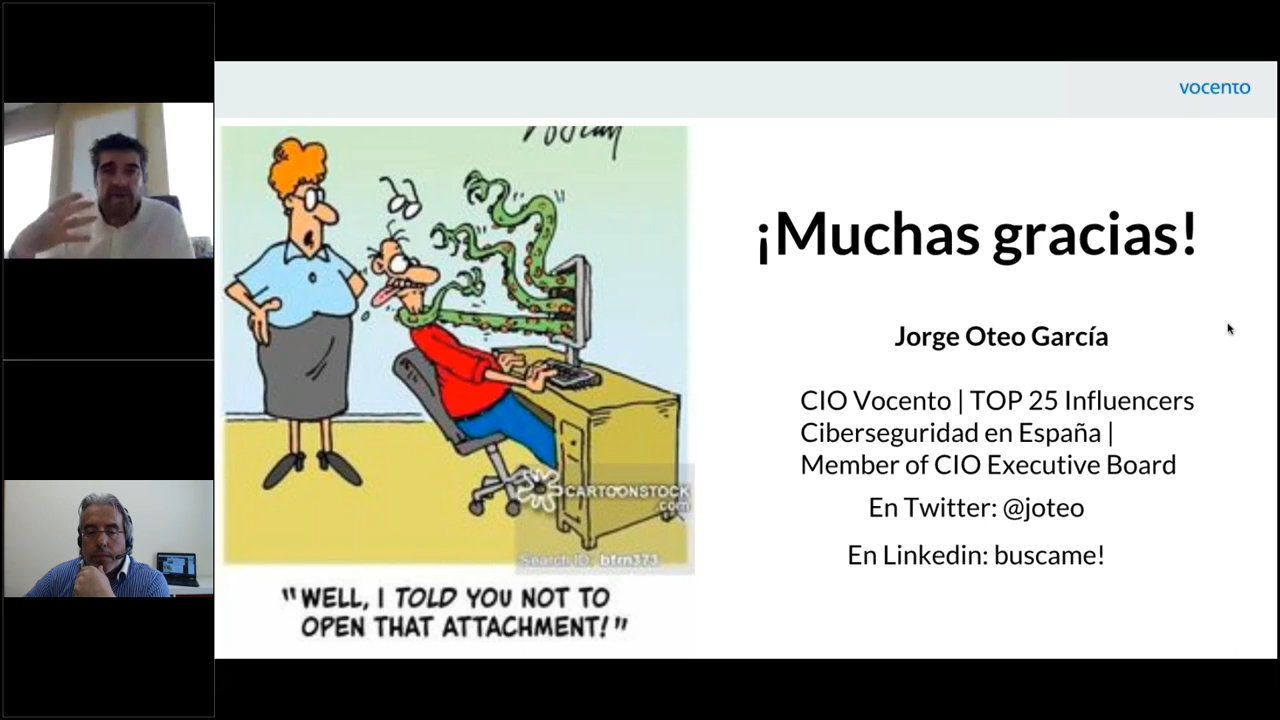 vocento
¡Muchas gracias!
Jorge Oteo García
CIO Vocento | TOP 25 Influencers
Ciberseguridad en España |
Member of CIO Executive Board
En Twitter: @joteo
En Linkedin: buscame!
CARTOONSTOCK
.com
Search ID: bfrn373
"WELL, I TOLD YOU NOT TO
OPEN THAT ATTACHMENT!"